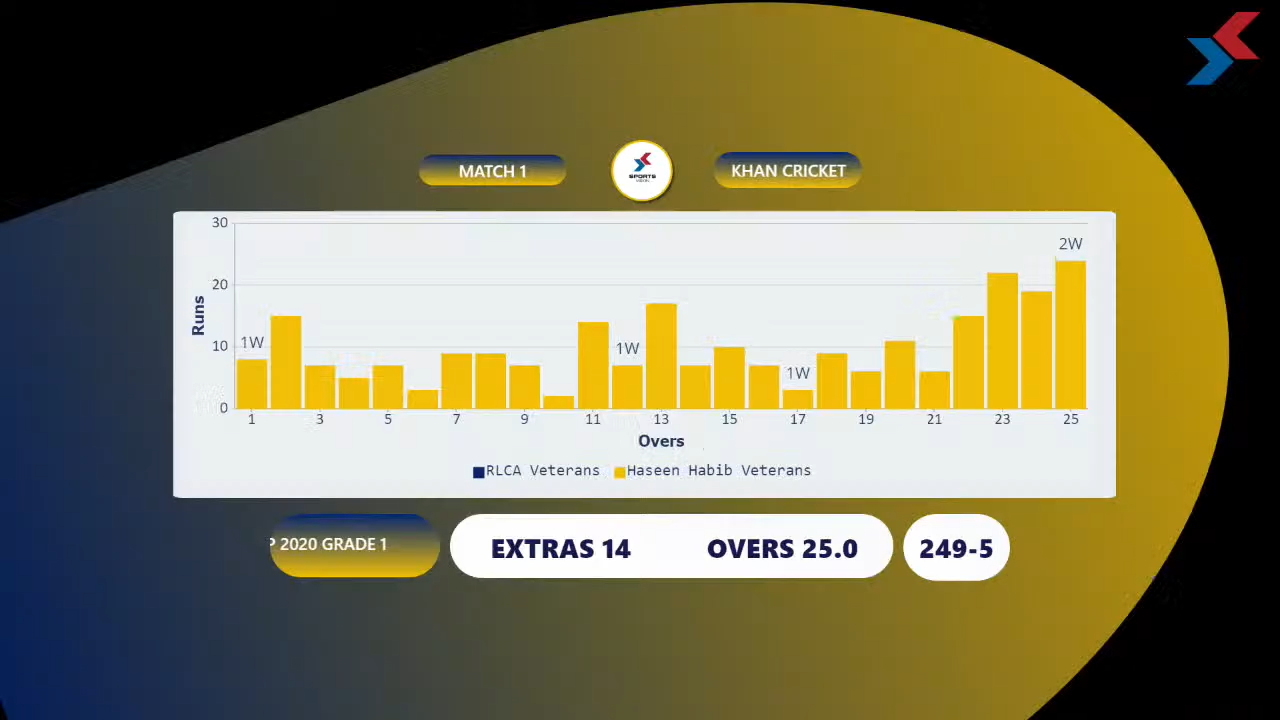 MATCH 1
SPORTS
KHAN CRICKET
30
20
10
0
Runs
1W
1W
1W
2W
1 3 5 7 9 11 13 15 17 19 21 23 25
Overs
RLCA Veterans Haseen Habib Veterans
P 2020 GRADE 1
EXTRAS 14 OVERS 25.0 249-5